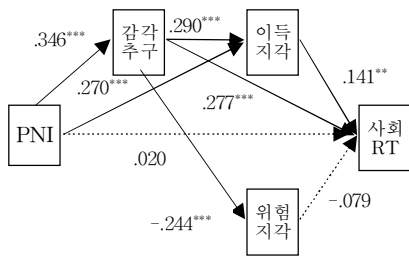 .346***
감각
추구
.290***
이득
지각
.270***
.277***
.141**
PNI
.020
사회
RT
-.244***
위험
지각
-.079